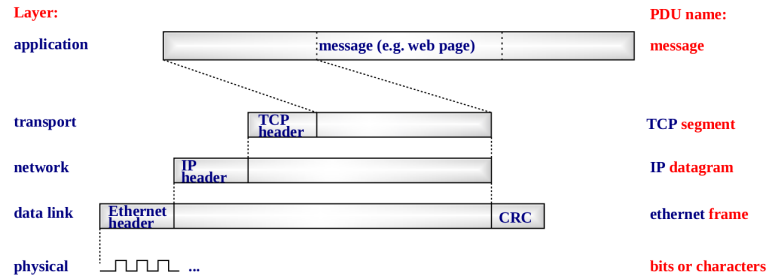 Layer: PDU name:
application message (e.g. web page) message
transport TCP header TCP segment
network IP header IP datagram
data link Ethernet header CRC ethernet frame
physical ... bits or characters